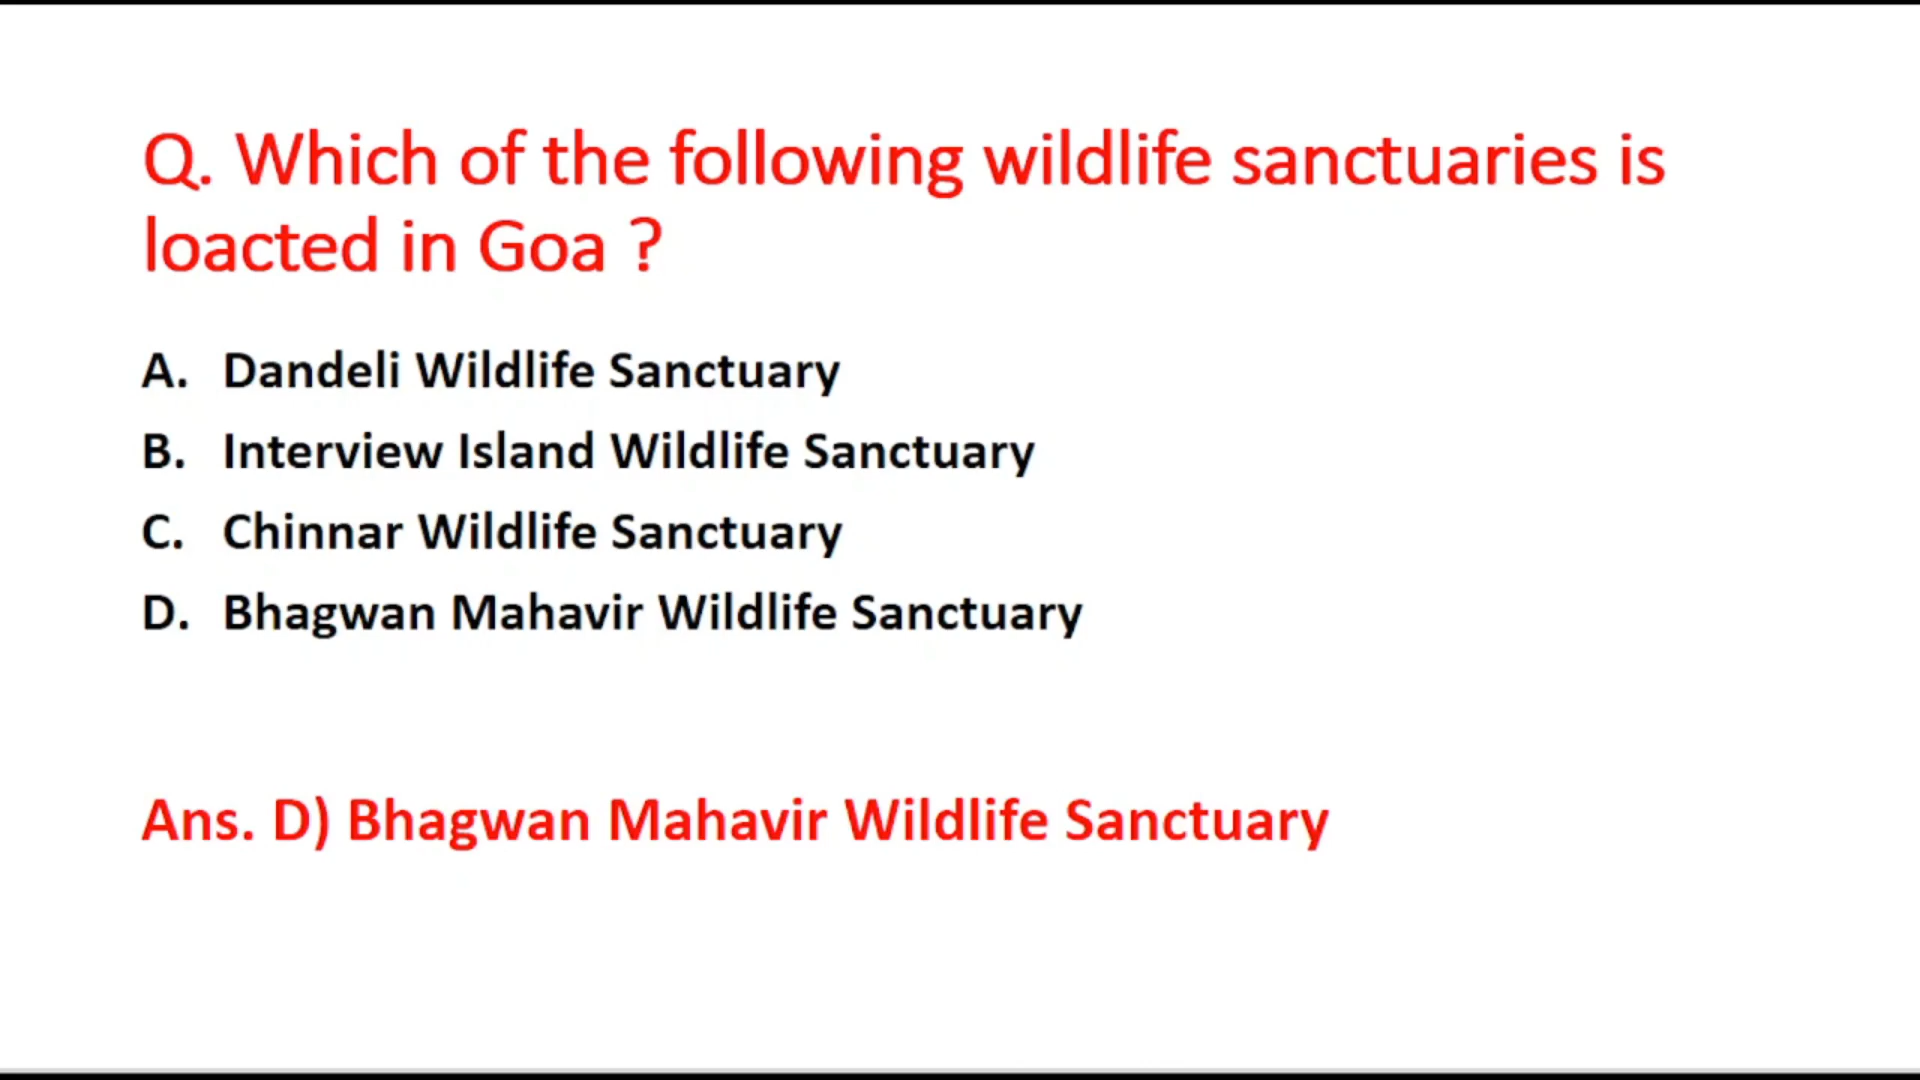 Q. Which of the following wildlife sanctuaries is
loacted in Goa ?
A. Dandeli Wildlife Sanctuary
B. Interview Island Wildlife Sanctuary
C. Chinnar Wildlife Sanctuary
D. Bhagwan Mahavir Wildlife Sanctuary
Ans. D) Bhagwan Mahavir Wildlife Sanctuary